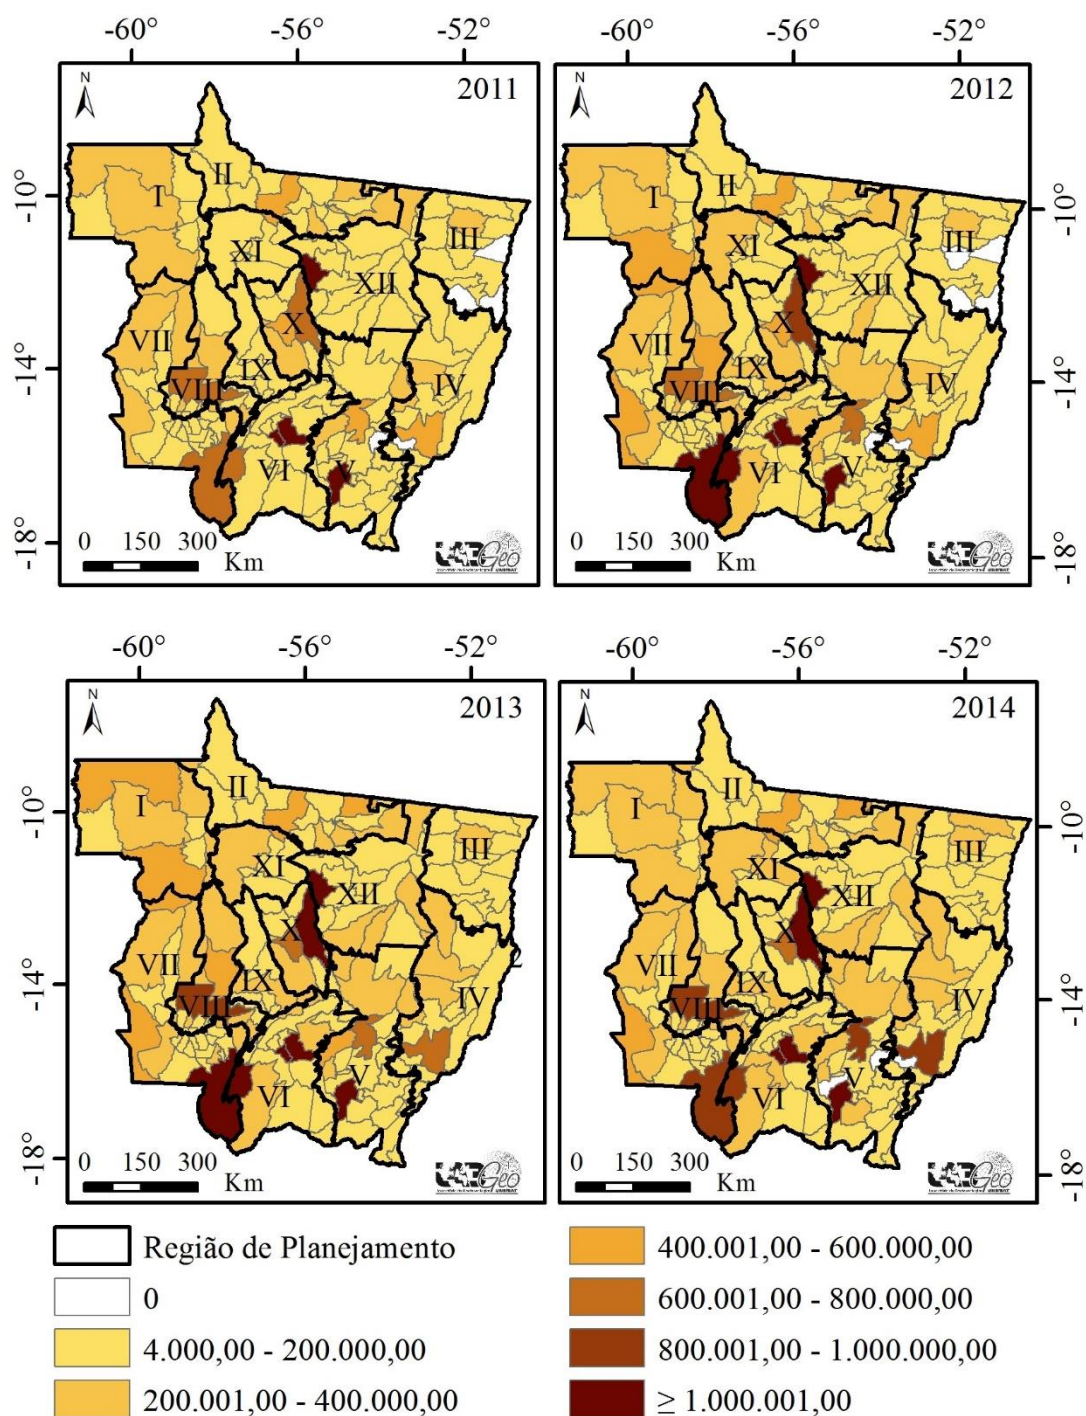 -60° -56° -52° -60° -56° -52°
N 2011 N 2012
-10° -14° -18°
I II III IV V VI VII VIII IX X XI XII
0 150 300
Km
Geo
I II III IV V VI VII VIII IX X XI XII
0 150 300
Km
Geo
-10° -14° -18°
-60° -56° -52° -60° -56° -52°
N 2013 N 2014
-10° -14° -18°
I II III IV V VI VII VIII IX X XI XII
0 150 300
Km
Geo
I II III IV V VI VII VIII IX X XI XII
0 150 300
Km
Geo
-10° -14° -18°
Região de Planejamento
0
4.000,00 - 200.000,00
200.001,00 - 400.000,00
400.001,00 - 600.000,00
600.001,00 - 800.000,00
800.001,00 - 1.000.000,00
≥ 1.000.001,00